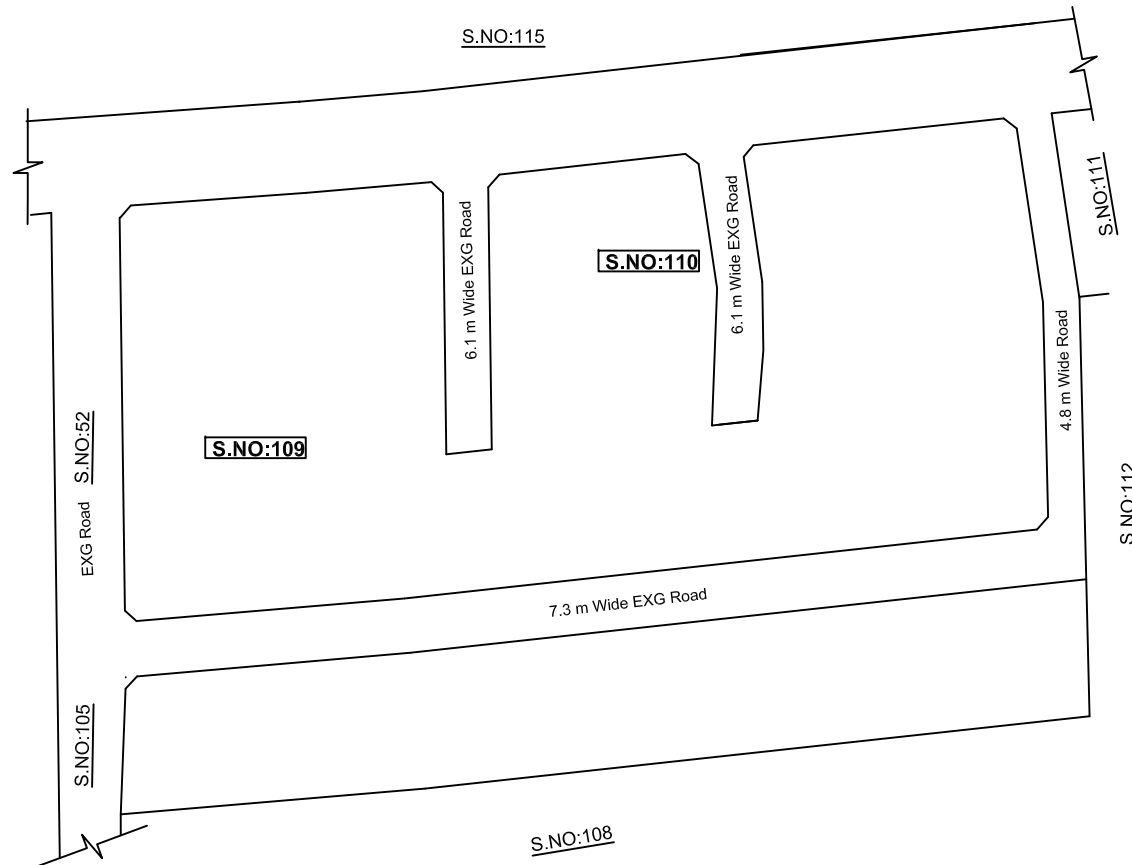 S.NO:115
S.NO:111
6.1 m Wide EXG Road
S.NO:110
6.1 m Wide EXG Road
4.8 m Wide Road
S.NO:52
S.NO:109
S.NO:112
EXG Road
7.3 m Wide EXG Road
S.NO:105
S.NO:108